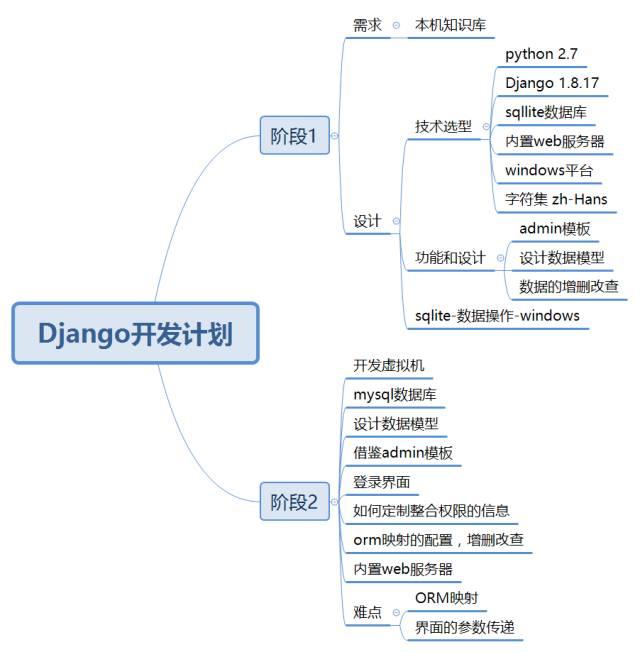 Django开发计划
阶段1
需求
本机知识库
设计
技术选型
python 2.7
Django 1.8.17
sqllite数据库
内置web服务器
windows平台
字符集 zh-Hans
功能和设计
admin模板
设计数据模型
数据的增删改查
sqlite-数据操作-windows
阶段2
开发虚拟机
mysql数据库
设计数据模型
借鉴admin模板
登录界面
如何定制整合权限的信息
orm映射的配置，增删改查
内置web服务器
难点
ORM映射
界面的参数传递